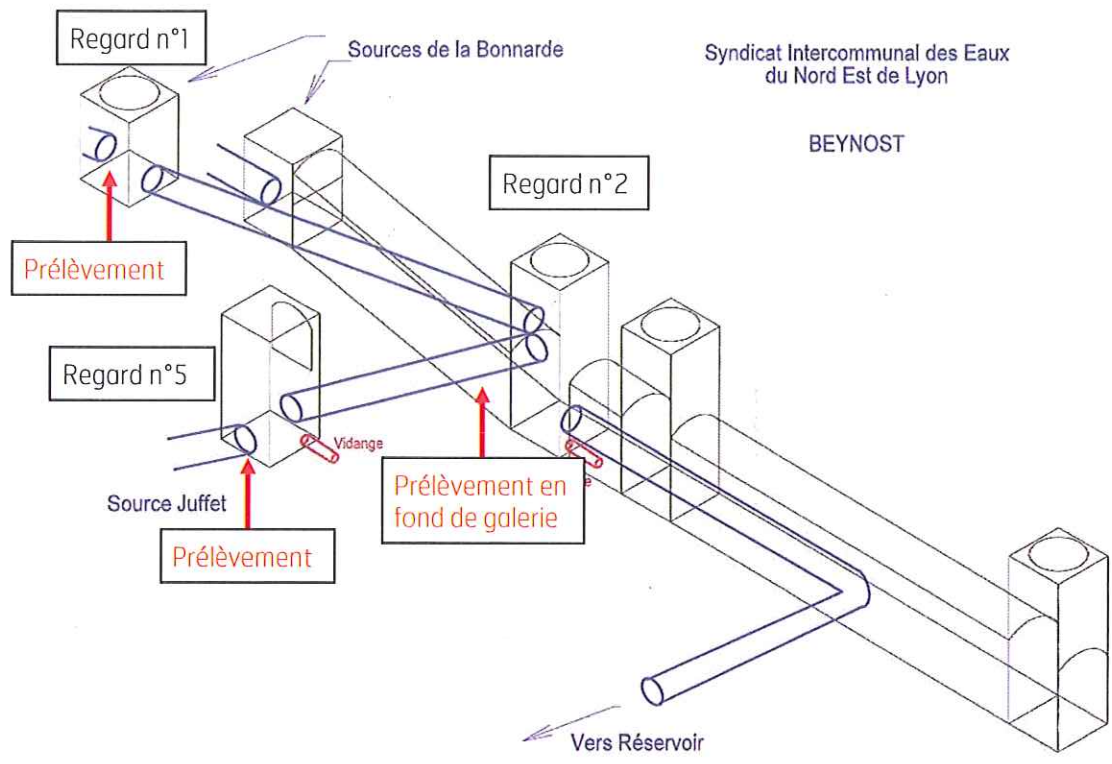 Regard n°1
Sources de la Bonnarde
Syndicat Intercommunal des Eaux
du Nord Est de Lyon
BEYNOST
Regard n°2
Prélèvement
Regard n°5
Vidange
Source Juffet
Prélèvement
Prélèvement en
fond de galerie
Vers Réservoir